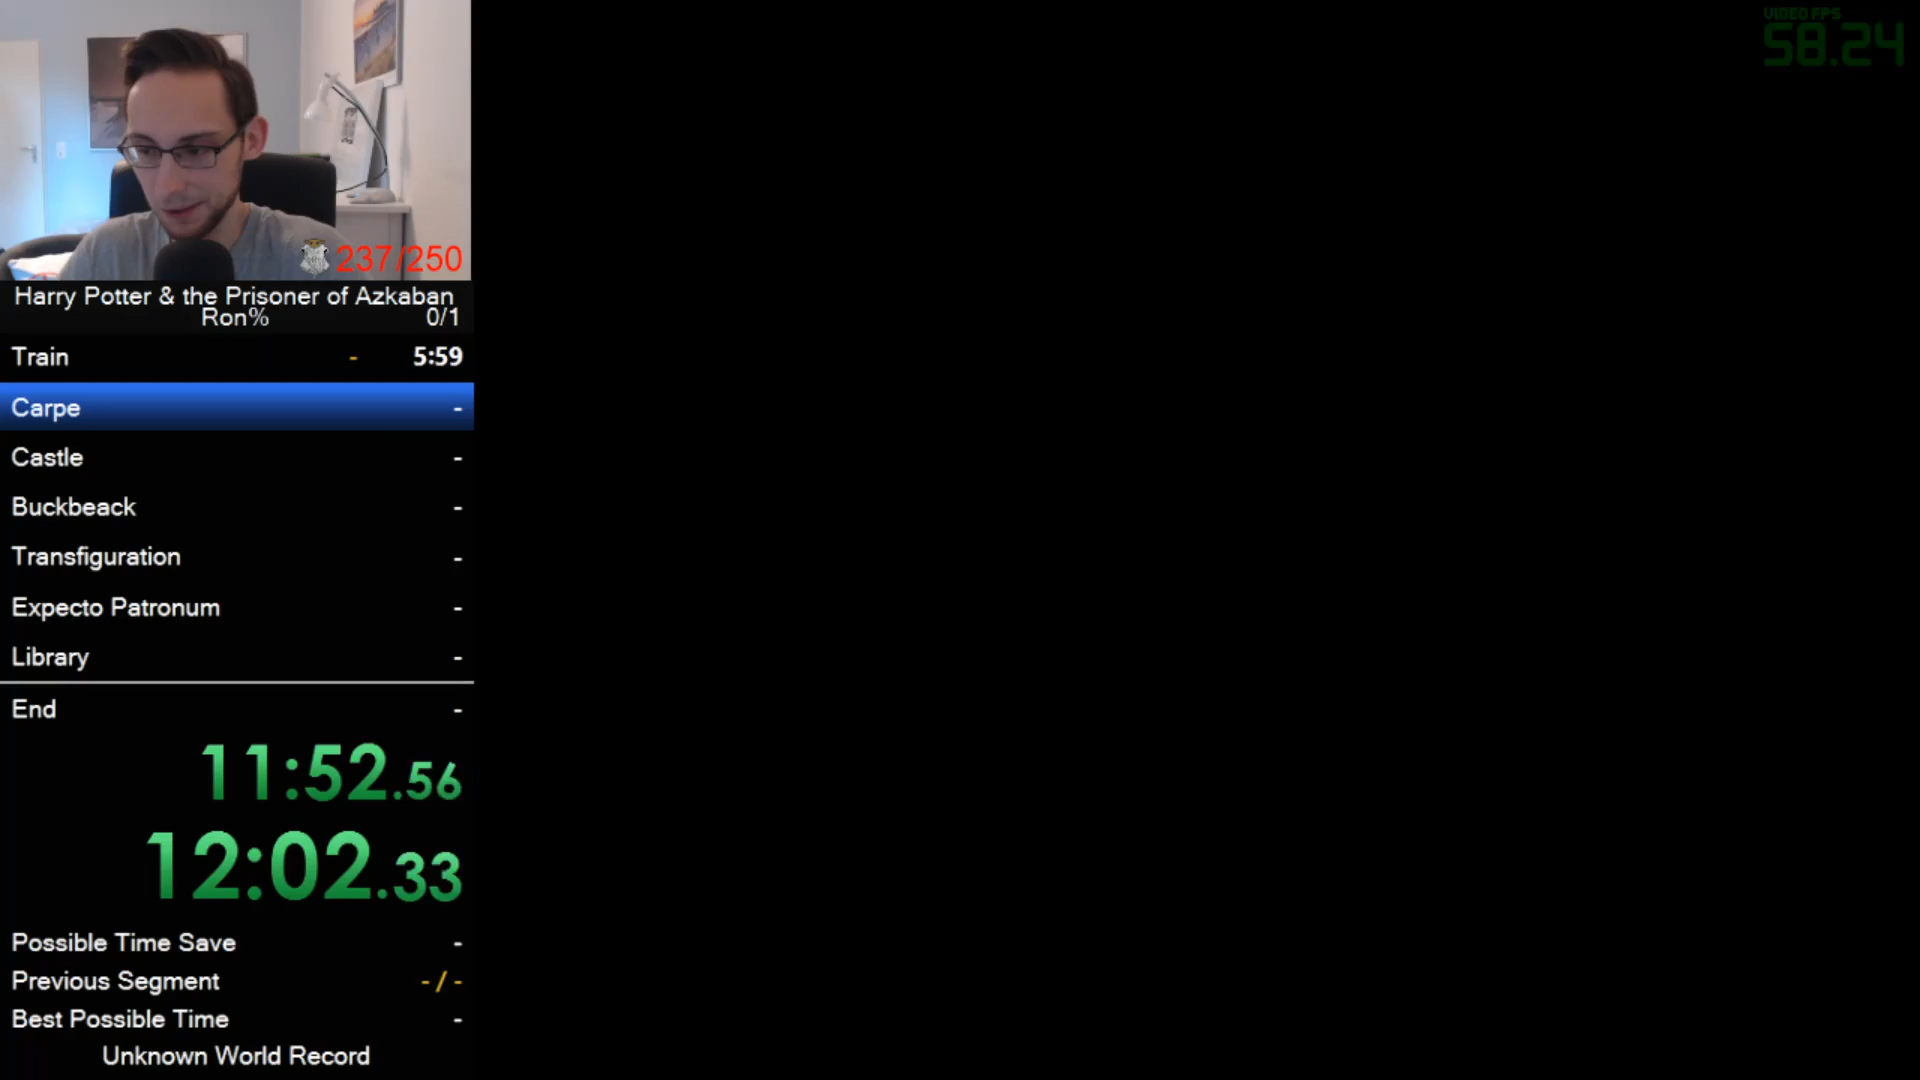 VIDEO FPS
58.24
237/250
Harry Potter & the Prisoner of Azkaban
Ron% 0/1
Train - 5:59
Carpe -
Castle -
Buckbeack -
Transfiguration -
Expecto Patronum -
Library -
End -
11:52.56
12:02.33
Possible Time Save -
Previous Segment - / -
Best Possible Time -
Unknown World Record